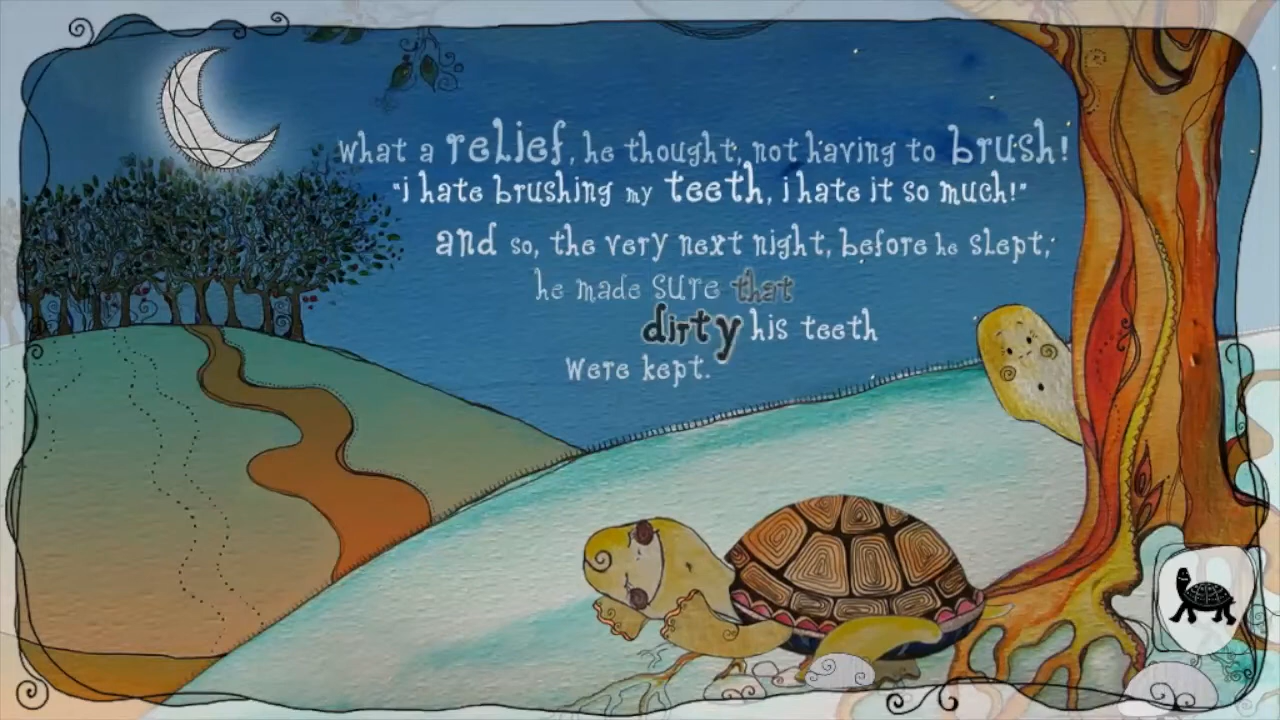 what a relief, he thought, not having to brush!
"i hate brushing my teeth, i hate it so much!"
and so, the very next night, before he slept,
he made sure that
dirty his teeth
were kept.